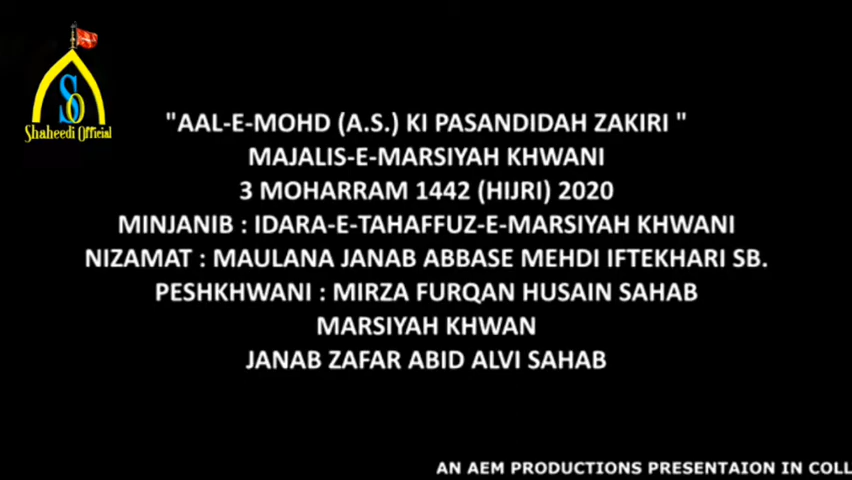 SO
Shaheedi Official
"AAL-E-MOHD (A.S.) KI PASANDIDAH ZAKIRI "
MAJALIS-E-MARSIYAH KHWANI
3 MOHARRAM 1442 (HIJRI) 2020
MINJANIB : IDARA-E-TAHAFFUZ-E-MARSIYAH KHWANI
NIZAMAT : MAULANA JANAB ABBASE MEHDI IFTEKHARI SB.
PESHKHWANI : MIRZA FURQAN HUSAIN SAHAB
MARSIYAH KHWAN
JANAB ZAFAR ABID ALVI SAHAB
AN AEM PRODUCTIONS PRESENTAION IN COLL